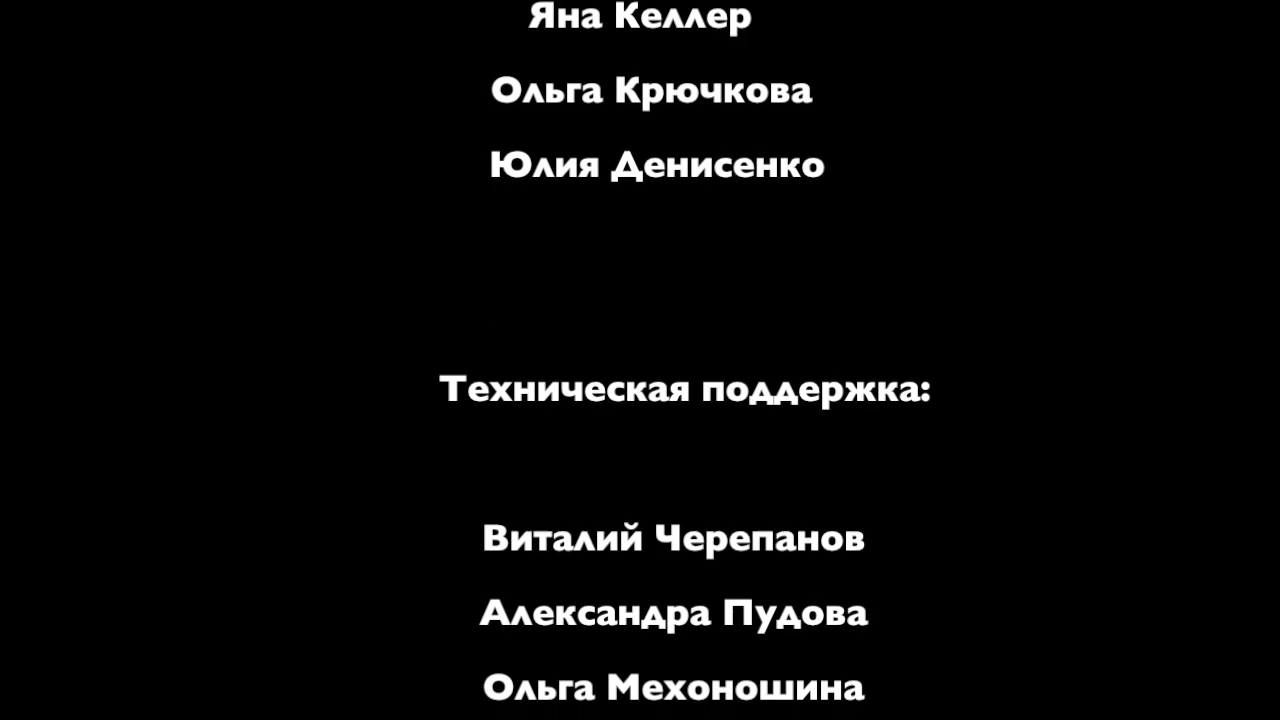 Яна Келлер
Ольга Крючкова
Юлия Денисенко
Техническая поддержка:
Виталий Черепанов
Александра Пудова
Ольга Мехоношина